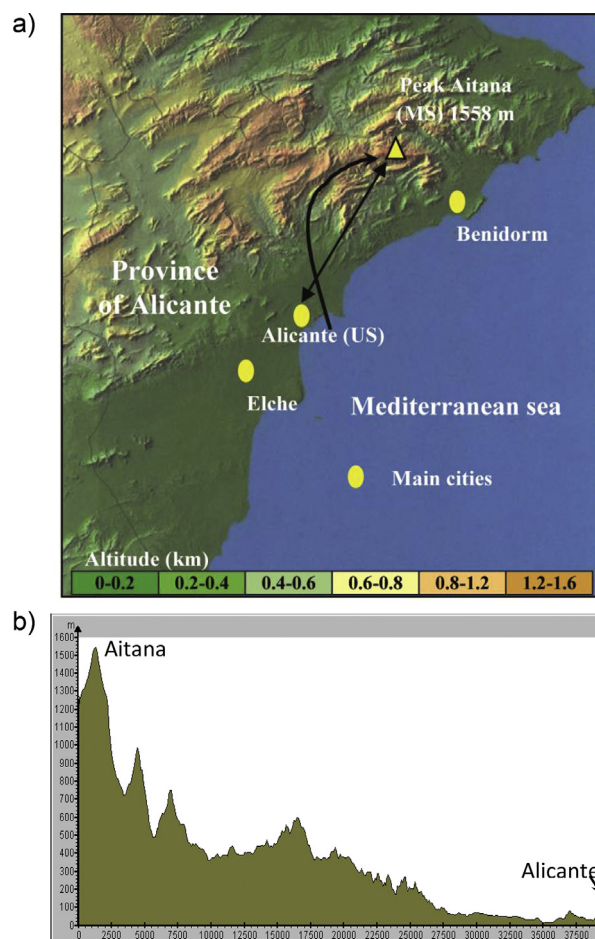 a)
Peak Aitana
(MS) 1558 m
Benidorm
Province
of Alicante
Alicante (US)
Elche
Mediterranean sea
Main cities
Altitude (km)
0-0.2 0.2-0.4 0.4-0.6 0.6-0.8 0.8-1.2 1.2-1.6
b)
m
1600
Aitana
1500
1400
1300
1200
1100
1000
900
800
700
600
500
400
300
Alicante
200
100
0
0 2500 5000 7500 10000 12500 15000 17500 20000 22500 25000 27500 30000 32500 35000 37500